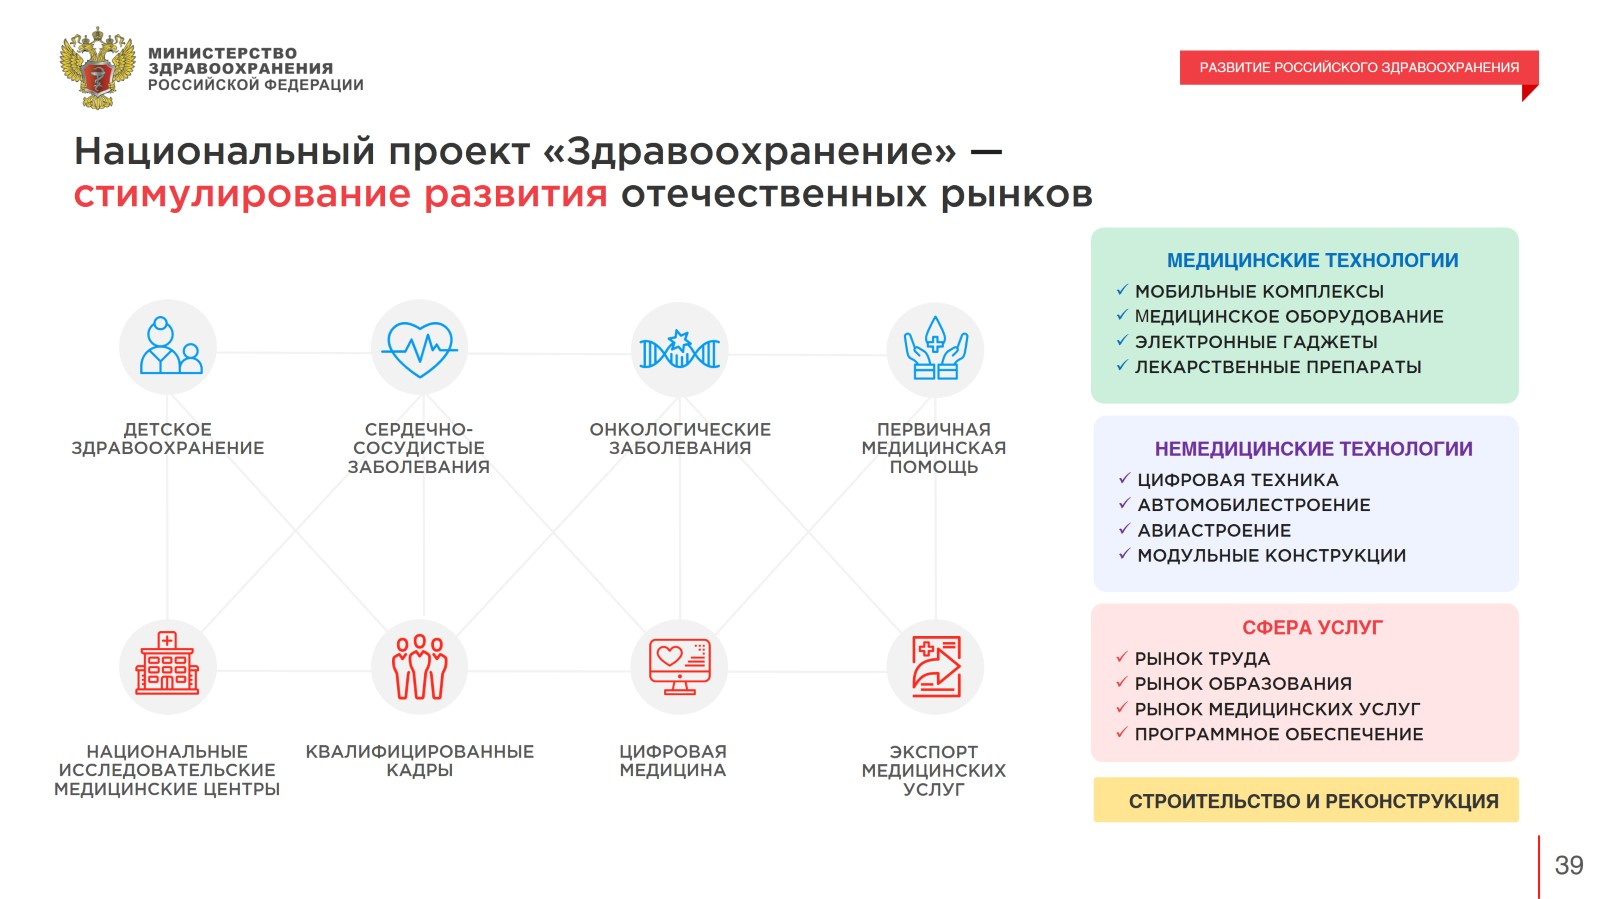 МИНИСТЕРСТВО
ЗДРАВООХРАНЕНИЯ
РОССИЙСКОЙ ФЕДЕРАЦИИ
РАЗВИТИЕ РОССИЙСКОГО ЗДРАВООХРАНЕНИЯ
Национальный проект «Здравоохранение» —
стимулирование развития отечественных рынков
ДЕТСКОЕ
ЗДРАВООХРАНЕНИЕ
СЕРДЕЧНО-
СОСУДИСТЫЕ
ЗАБОЛЕВАНИЯ
ОНКОЛОГИЧЕСКИЕ
ЗАБОЛЕВАНИЯ
ПЕРВИЧНАЯ
МЕДИЦИНСКАЯ
ПОМОЩЬ
НАЦИОНАЛЬНЫЕ
ИССЛЕДОВАТЕЛЬСКИЕ
МЕДИЦИНСКИЕ ЦЕНТРЫ
КВАЛИФИЦИРОВАННЫЕ
КАДРЫ
ЦИФРОВАЯ
МЕДИЦИНА
ЭКСПОРТ
МЕДИЦИНСКИХ
УСЛУГ
МЕДИЦИНСКИЕ ТЕХНОЛОГИИ
✓ МОБИЛЬНЫЕ КОМПЛЕКСЫ
✓ МЕДИЦИНСКОЕ ОБОРУДОВАНИЕ
✓ ЭЛЕКТРОННЫЕ ГАДЖЕТЫ
✓ ЛЕКАРСТВЕННЫЕ ПРЕПАРАТЫ
НЕМЕДИЦИНСКИЕ ТЕХНОЛОГИИ
✓ ЦИФРОВАЯ ТЕХНИКА
✓ АВТОМОБИЛЕСТРОЕНИЕ
✓ АВИАСТРОЕНИЕ
✓ МОДУЛЬНЫЕ КОНСТРУКЦИИ
СФЕРА УСЛУГ
✓ РЫНОК ТРУДА
✓ РЫНОК ОБРАЗОВАНИЯ
✓ РЫНОК МЕДИЦИНСКИХ УСЛУГ
✓ ПРОГРАММНОЕ ОБЕСПЕЧЕНИЕ
СТРОИТЕЛЬСТВО И РЕКОНСТРУКЦИЯ
39